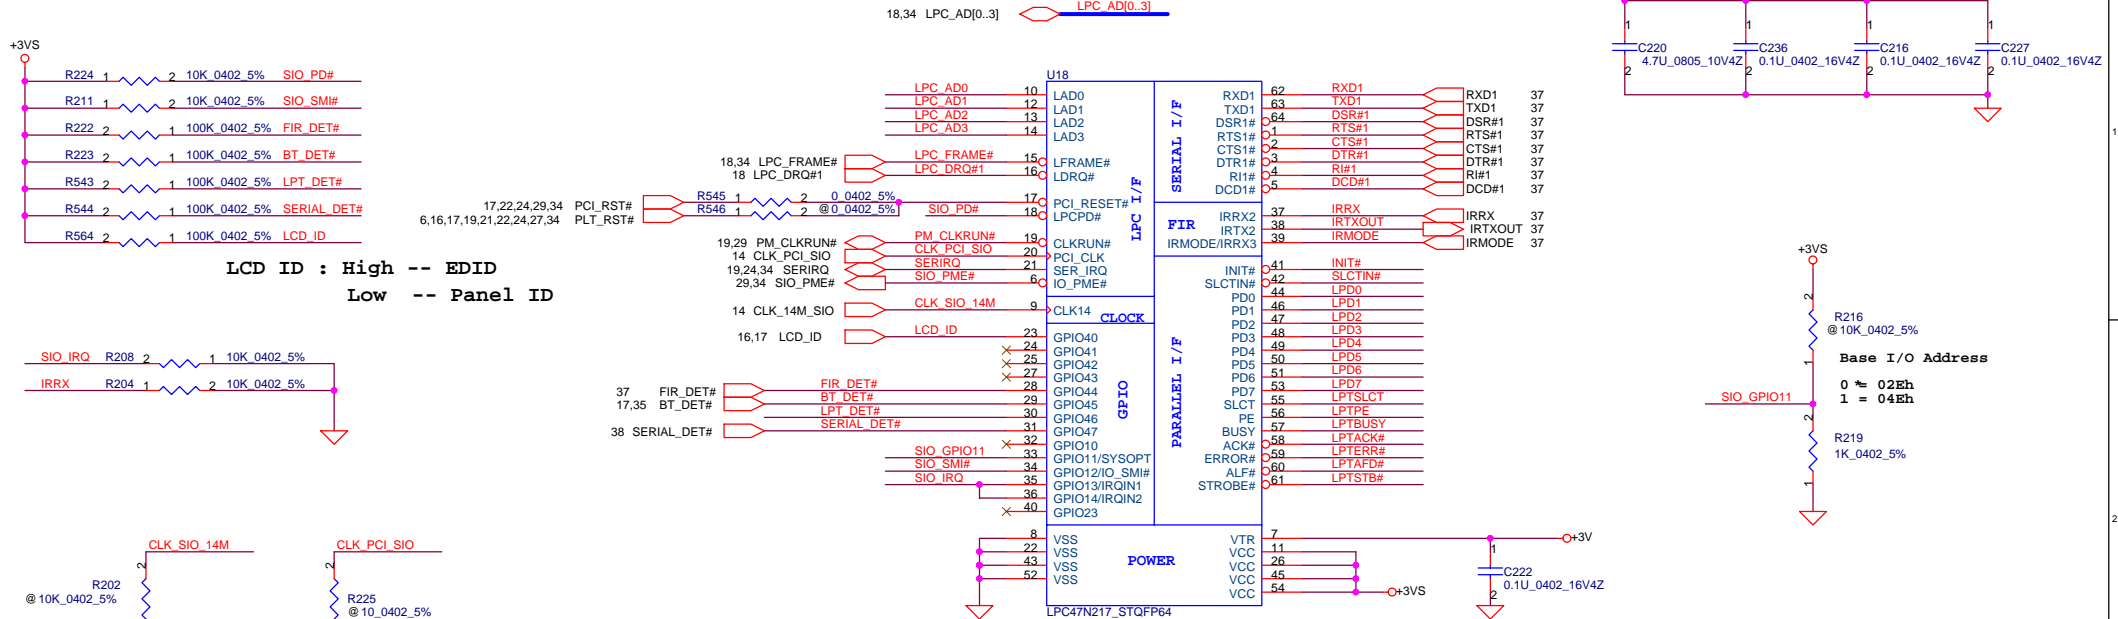 18,34 LPC_AD[0..3] LPC_AD[0..3]
+3VS
R224 1 2 10K_0402_5% SIO_PD#
R211 1 2 10K_0402_5% SIO_SMI#
R222 2 1 100K_0402_5% FIR_DET#
R223 2 1 100K_0402_5% BT_DET#
R543 2 1 100K_0402_5% LPT_DET#
R544 2 1 100K_0402_5% SERIAL_DET#
R564 2 1 100K_0402_5% LCD_ID
LCD ID : High -- EDID
Low -- Panel ID
SIO_IRQ R208 2 1 10K_0402_5%
IRRX R204 1 2 10K_0402_5%
CLK_SIO_14M
2
R202
@10K_0402_5%
CLK_PCI_SIO
2
R225
@10_0402_5%
U18
LPC_AD0 10 LAD0
LPC_AD1 12 LAD1
LPC_AD2 13 LAD2
LPC_AD3 14 LAD3
18,34 LPC_FRAME# LPC_FRAME# 15 LFRAME#
18 LPC_DRQ#1 LPC_DRQ#1 16 LDRQ#
17,22,24,29,34 PCI_RST# R545 1 2 0_0402_5% 17 PCI_RESET#
6,16,17,19,21,22,24,27,34 PLT_RST# R546 1 2 @0_0402_5% SIO_PD# 18 LPCPD#
19,29 PM_CLKRUN# PM_CLKRUN# 19 CLKRUN#
14 CLK_PCI_SIO CLK_PCI_SIO 20 PCI_CLK
19,24,34 SERIRQ SERIRQ 21 SER_IRQ
29,34 SIO_PME# SIO_PME# 6 IO_PME#
14 CLK_14M_SIO CLK_SIO_14M 9 CLK14
16,17 LCD_ID LCD_ID 23 GPIO40
24 GPIO41
25 GPIO42
27 GPIO43
37 FIR_DET# FIR_DET# 28 GPIO44
17,35 BT_DET# BT_DET# 29 GPIO45
LPT_DET# 30 GPIO46
38 SERIAL_DET# SERIAL_DET# 31 GPIO47
32 GPIO10
SIO_GPIO11 33 GPIO11/SYSOPT
SIO_SMI# 34 GPIO12/IO_SMI#
SIO_IRQ 35 GPIO13/IRQIN1
36 GPIO14/IRQIN2
40 GPIO23
8 VSS
22 VSS
43 VSS
52 VSS
LPC I/F
CLOCK
GPIO
SERIAL I/F
FIR
PARALLEL I/F
POWER
RXD1 62 RXD1 RXD1 37
TXD1 63 TXD1 TXD1 37
DSR1# 64 DSR#1 DSR#1 37
RTS1# 1 RTS#1 RTS#1 37
CTS1# 2 CTS#1 CTS#1 37
DTR1# 3 DTR#1 DTR#1 37
RI1# 4 RI#1 RI#1 37
DCD1# 5 DCD#1 DCD#1 37
IRRX2 37 IRRX IRRX 37
IRTX2 38 IRTXOUT IRTXOUT 37
IRMODE/IRRX3 39 IRMODE IRMODE 37
INIT# 41 INIT#
SLCTIN# 42 SLCTIN#
PD0 44 LPD0
PD1 46 LPD1
PD2 47 LPD2
PD3 48 LPD3
PD4 49 LPD4
PD5 50 LPD5
PD6 51 LPD6
PD7 53 LPD7
SLCT 55 LPTSLCT
PE 56 LPTPE
BUSY 57 LPTBUSY
ACK# 58 LPTACK#
ERROR# 59 LPTERR#
ALF# 60 LPTAFD#
STROBE# 61 LPTSTB#
VTR 7 +3V
VCC 11
VCC 26
VCC 45
VCC 54 +3VS
LPC47N217_STQFP64
1
C222
0.1U_0402_16V4Z
2
1 1 1 1
C220 C236 C216 C227
4.7U_0805_10V4Z 0.1U_0402_16V4Z 0.1U_0402_16V4Z 0.1U_0402_16V4Z
2 2 2 2
+3VS
2
R216
@10K_0402_5%
1
Base I/O Address
0 *= 02Eh
1 = 04Eh
SIO_GPIO11
2
R219
1K_0402_5%
1
1
2